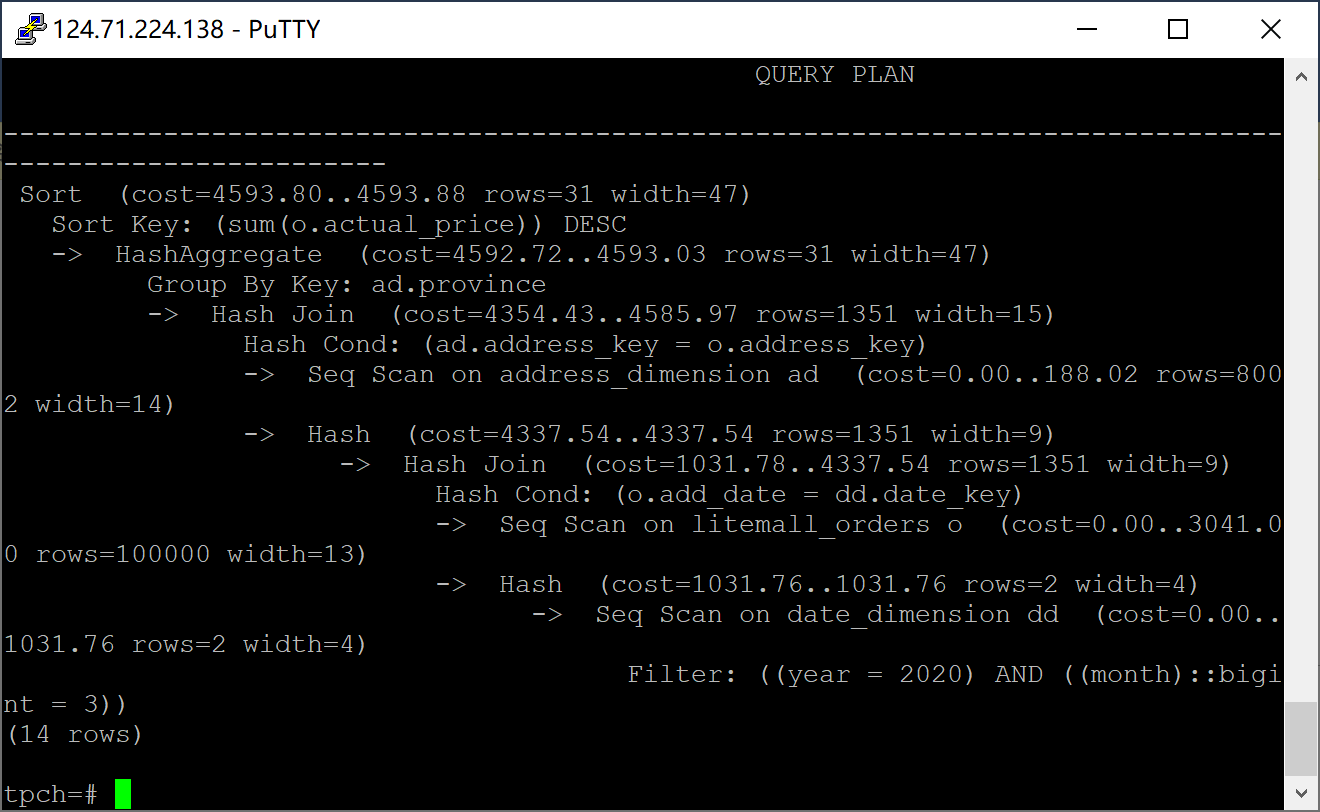 124.71.224.138 - PuTTY
QUERY PLAN
--------------------------------------------------------------------------------
------------------------
Sort  (cost=4593.80..4593.88 rows=31 width=47)
Sort Key: (sum(o.actual_price)) DESC
->  HashAggregate  (cost=4592.72..4593.03 rows=31 width=47)
Group By Key: ad.province
->  Hash Join  (cost=4354.43..4585.97 rows=1351 width=15)
Hash Cond: (ad.address_key = o.address_key)
->  Seq Scan on address_dimension ad  (cost=0.00..188.02 rows=800
2 width=14)
->  Hash  (cost=4337.54..4337.54 rows=1351 width=9)
->  Hash Join  (cost=1031.78..4337.54 rows=1351 width=9)
Hash Cond: (o.add_date = dd.date_key)
->  Seq Scan on litemall_orders o  (cost=0.00..3041.0
0 rows=100000 width=13)
->  Hash  (cost=1031.76..1031.76 rows=2 width=4)
->  Seq Scan on date_dimension dd  (cost=0.00..
1031.76 rows=2 width=4)
Filter: ((year = 2020) AND ((month)::bigi
nt = 3))
(14 rows)
tpch=#